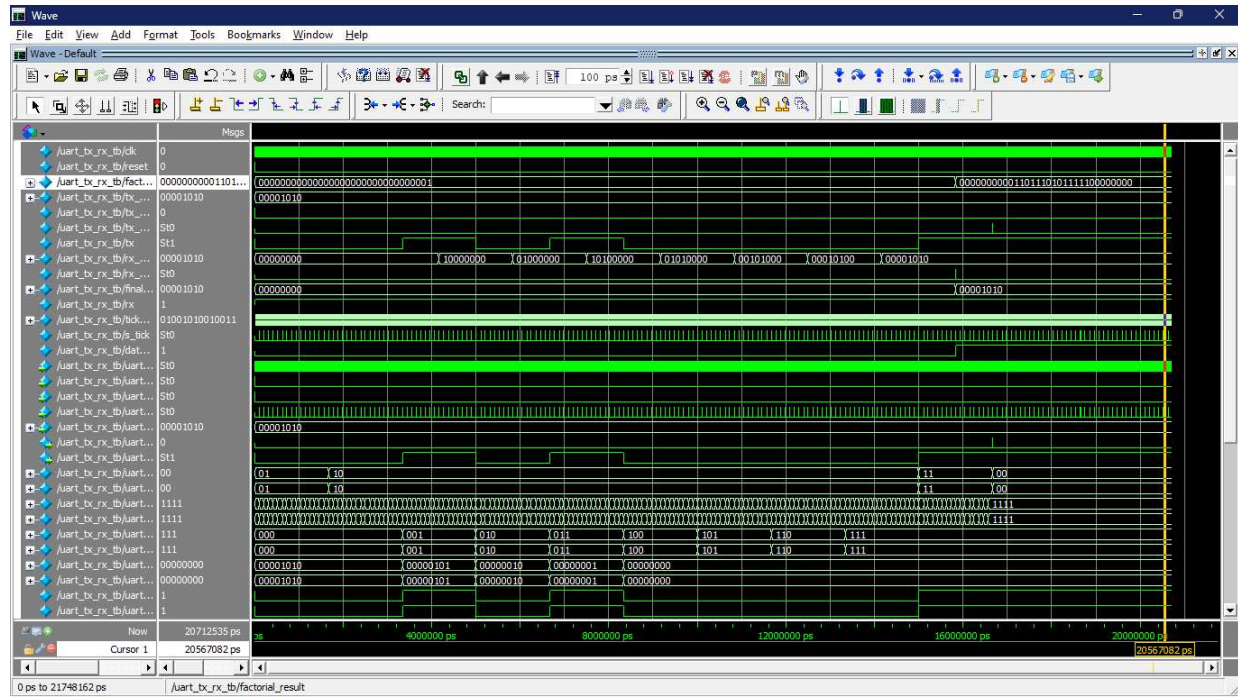 Wave
File Edit View Add Format Tools Bookmarks Window Help
Wave - Default
100 ps
Search:
Msgs
/uart_tx_rx_tb/clk 0
/uart_tx_rx_tb/reset 0
/uart_tx_rx_tb/fact... 00000000001101... 00000000000000000000000000000001 00000000001101110101111100000000
/uart_tx_rx_tb/tx_... 00001010 00001010
/uart_tx_rx_tb/tx_... 0
/uart_tx_rx_tb/tx_... St0
/uart_tx_rx_tb/tx St1
/uart_tx_rx_tb/rx_... 00001010 00000000 10000000 01000000 10100000 01010000 00101000 00010100 00001010
/uart_tx_rx_tb/rx_... St0
/uart_tx_rx_tb/final... 00001010 00000000 00001010
/uart_tx_rx_tb/rx 1
/uart_tx_rx_tb/tick... 01001010010011
/uart_tx_rx_tb/s_tick St0
/uart_tx_rx_tb/dat... 1
/uart_tx_rx_tb/uart... St0
/uart_tx_rx_tb/uart... St0
/uart_tx_rx_tb/uart... St0
/uart_tx_rx_tb/uart... St0
/uart_tx_rx_tb/uart... 00001010 00001010
/uart_tx_rx_tb/uart... 0
/uart_tx_rx_tb/uart... St1
/uart_tx_rx_tb/uart... 00 01 10 11 00
/uart_tx_rx_tb/uart... 00 01 10 11 00
/uart_tx_rx_tb/uart... 1111 1111
/uart_tx_rx_tb/uart... 1111 1111
/uart_tx_rx_tb/uart... 111 000 001 010 011 100 101 110 111
/uart_tx_rx_tb/uart... 111 000 001 010 011 100 101 110 111
/uart_tx_rx_tb/uart... 00000000 00001010 00000101 00000010 00000001 00000000
/uart_tx_rx_tb/uart... 00000000 00001010 00000101 00000010 00000001 00000000
/uart_tx_rx_tb/uart... 1
/uart_tx_rx_tb/uart... 1
Now 20712535 ps ps 4000000 ps 8000000 ps 12000000 ps 16000000 ps 20000000 ps
Cursor 1 20567082 ps 20567082 ps
0 ps to 21748162 ps /uart_tx_rx_tb/factorial_result